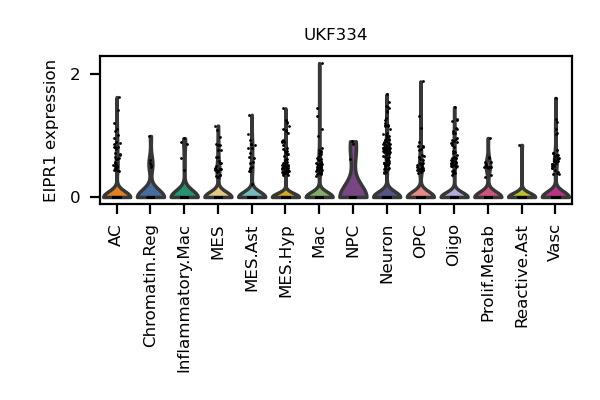 UKF334
EIPR1 expression
2
0
AC
Chromatin.Reg
Inflammatory.Mac
MES
MES.Ast
MES.Hyp
Mac
NPC
Neuron
OPC
Oligo
Prolif.Metab
Reactive.Ast
Vasc